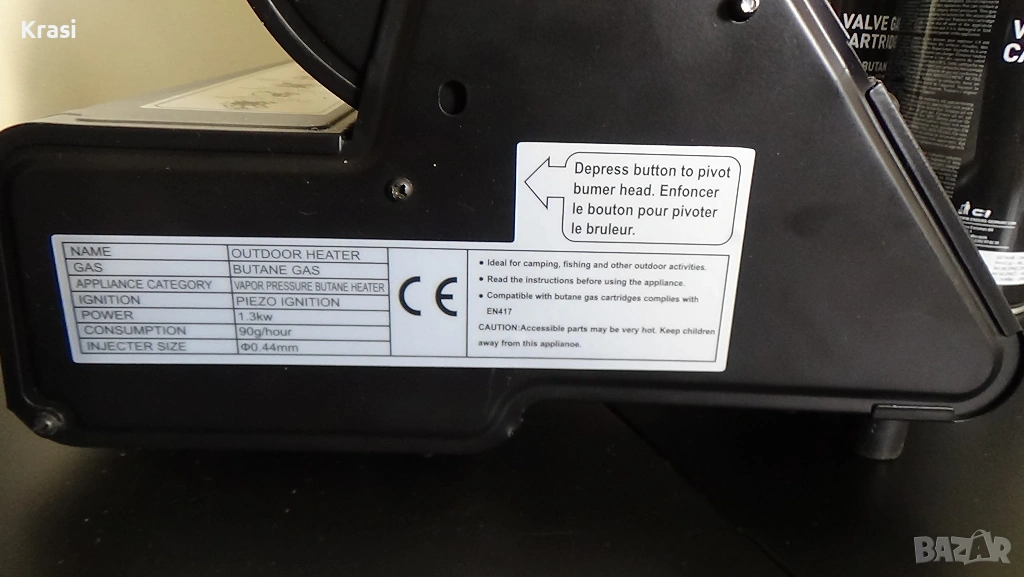 Krasi
VALVE GA
ARTRID
BUTAN
V
CA
Depress button to pivot
bumer head. Enfoncer
le bouton pour pivoter
le bruleur.
NAME OUTDOOR HEATER
GAS BUTANE GAS
APPLIANCE CATEGORY VAPOR PRESSURE BUTANE HEATER
IGNITION PIEZO IGNITION
POWER 1.3kw
CONSUMPTION 90g/hour
INJECTER SIZE Φ0.44mm
CE
• Ideal for camping, fishing and other outdoor activities.
• Read the instructions before using the appliance.
• Compatible with butane gas cartridges complies with
EN417
CAUTION:Accessible parts may be very hot. Keep children
away from this appliance.
BAZAR